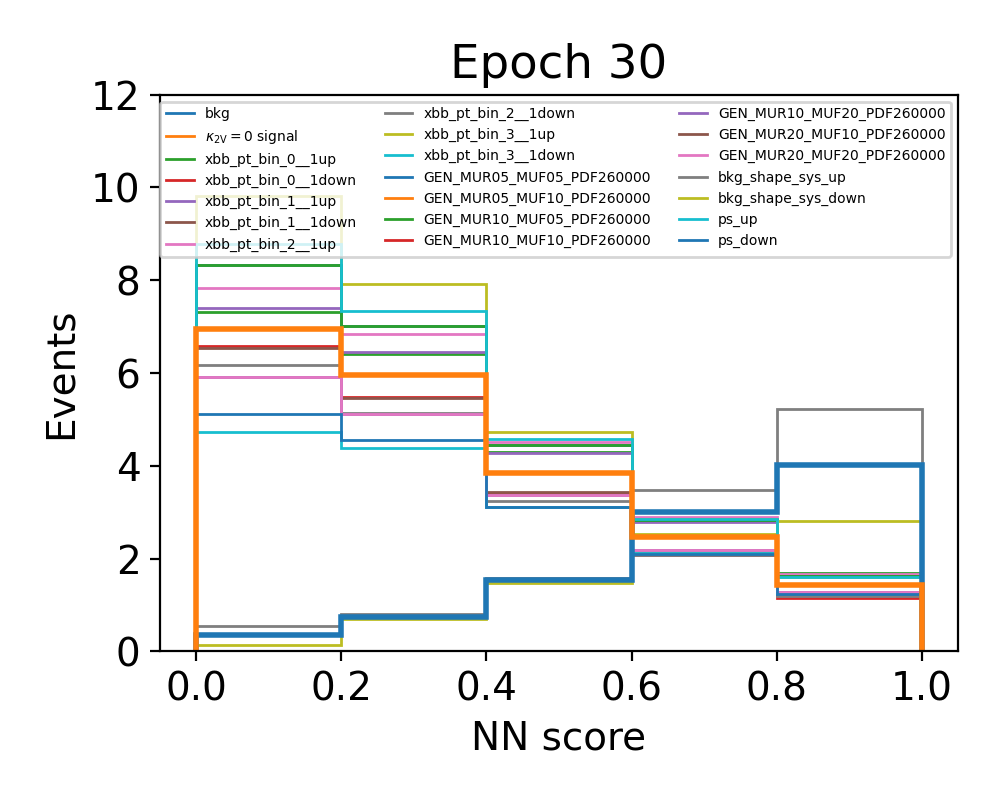 Epoch 30
12
10
8
6
4
2
0
Events
bkg
κ2V = 0 signal
xbb_pt_bin_0__1up
xbb_pt_bin_0__1down
xbb_pt_bin_1__1up
xbb_pt_bin_1__1down
xbb_pt_bin_2__1up
xbb_pt_bin_2__1down
xbb_pt_bin_3__1up
xbb_pt_bin_3__1down
GEN_MUR05_MUF05_PDF260000
GEN_MUR05_MUF10_PDF260000
GEN_MUR10_MUF05_PDF260000
GEN_MUR10_MUF10_PDF260000
GEN_MUR10_MUF20_PDF260000
GEN_MUR20_MUF10_PDF260000
GEN_MUR20_MUF20_PDF260000
bkg_shape_sys_up
bkg_shape_sys_down
ps_up
ps_down
0.0 0.2 0.4 0.6 0.8 1.0
NN score